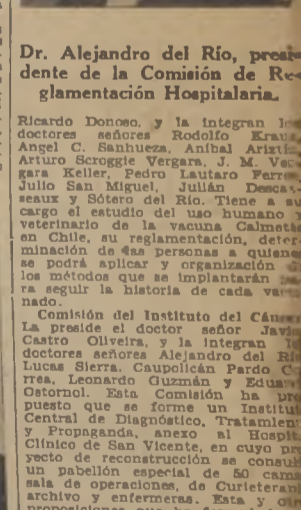 Dr. Alejandro del Río, presi-
dente de la Comisión de Re-
glamentación Hospitalaria.
Ricardo Donoso, y la integran los
doctores señores Rodolfo Kraus,
Angel C. Sanhueza, Aníbal Ariztía,
Arturo Scroggie Vergara, J. M. Ver-
gara Keller, Pedro Lautaro Ferrer,
Julio San Miguel, Julián Descas-
seaux y Sótero del Río. Tiene a su
cargo el estudio del uso humano y
veterinario de la vacuna Calmette
en Chile, su reglamentación, deter-
minación de las personas a quienes
se podrá aplicar y organización de
los métodos que se implantarán pa-
ra seguir la historia de cada vacu-
nado.
Comisión del Instituto del Cáncer
La preside el doctor señor Javier
Castro Oliveira, y la integran los
doctores señores Alejandro del Río
Lucas Sierra, Caupolicán Pardo Co-
rrea, Leonardo Guzmán y Eduardo
Ostornol. Esta Comisión ha pro-
puesto que se forme un Instituto
Central de Diagnóstico, Tratamiento
y Propaganda, anexo al Hospital
Clínico de San Vicente, en cuyo pro-
yecto de reconstrucción se consulta
un pabellón especial de 50 camas
sala de operaciones, de Curieterapia
archivo y enfermeras. Esta y